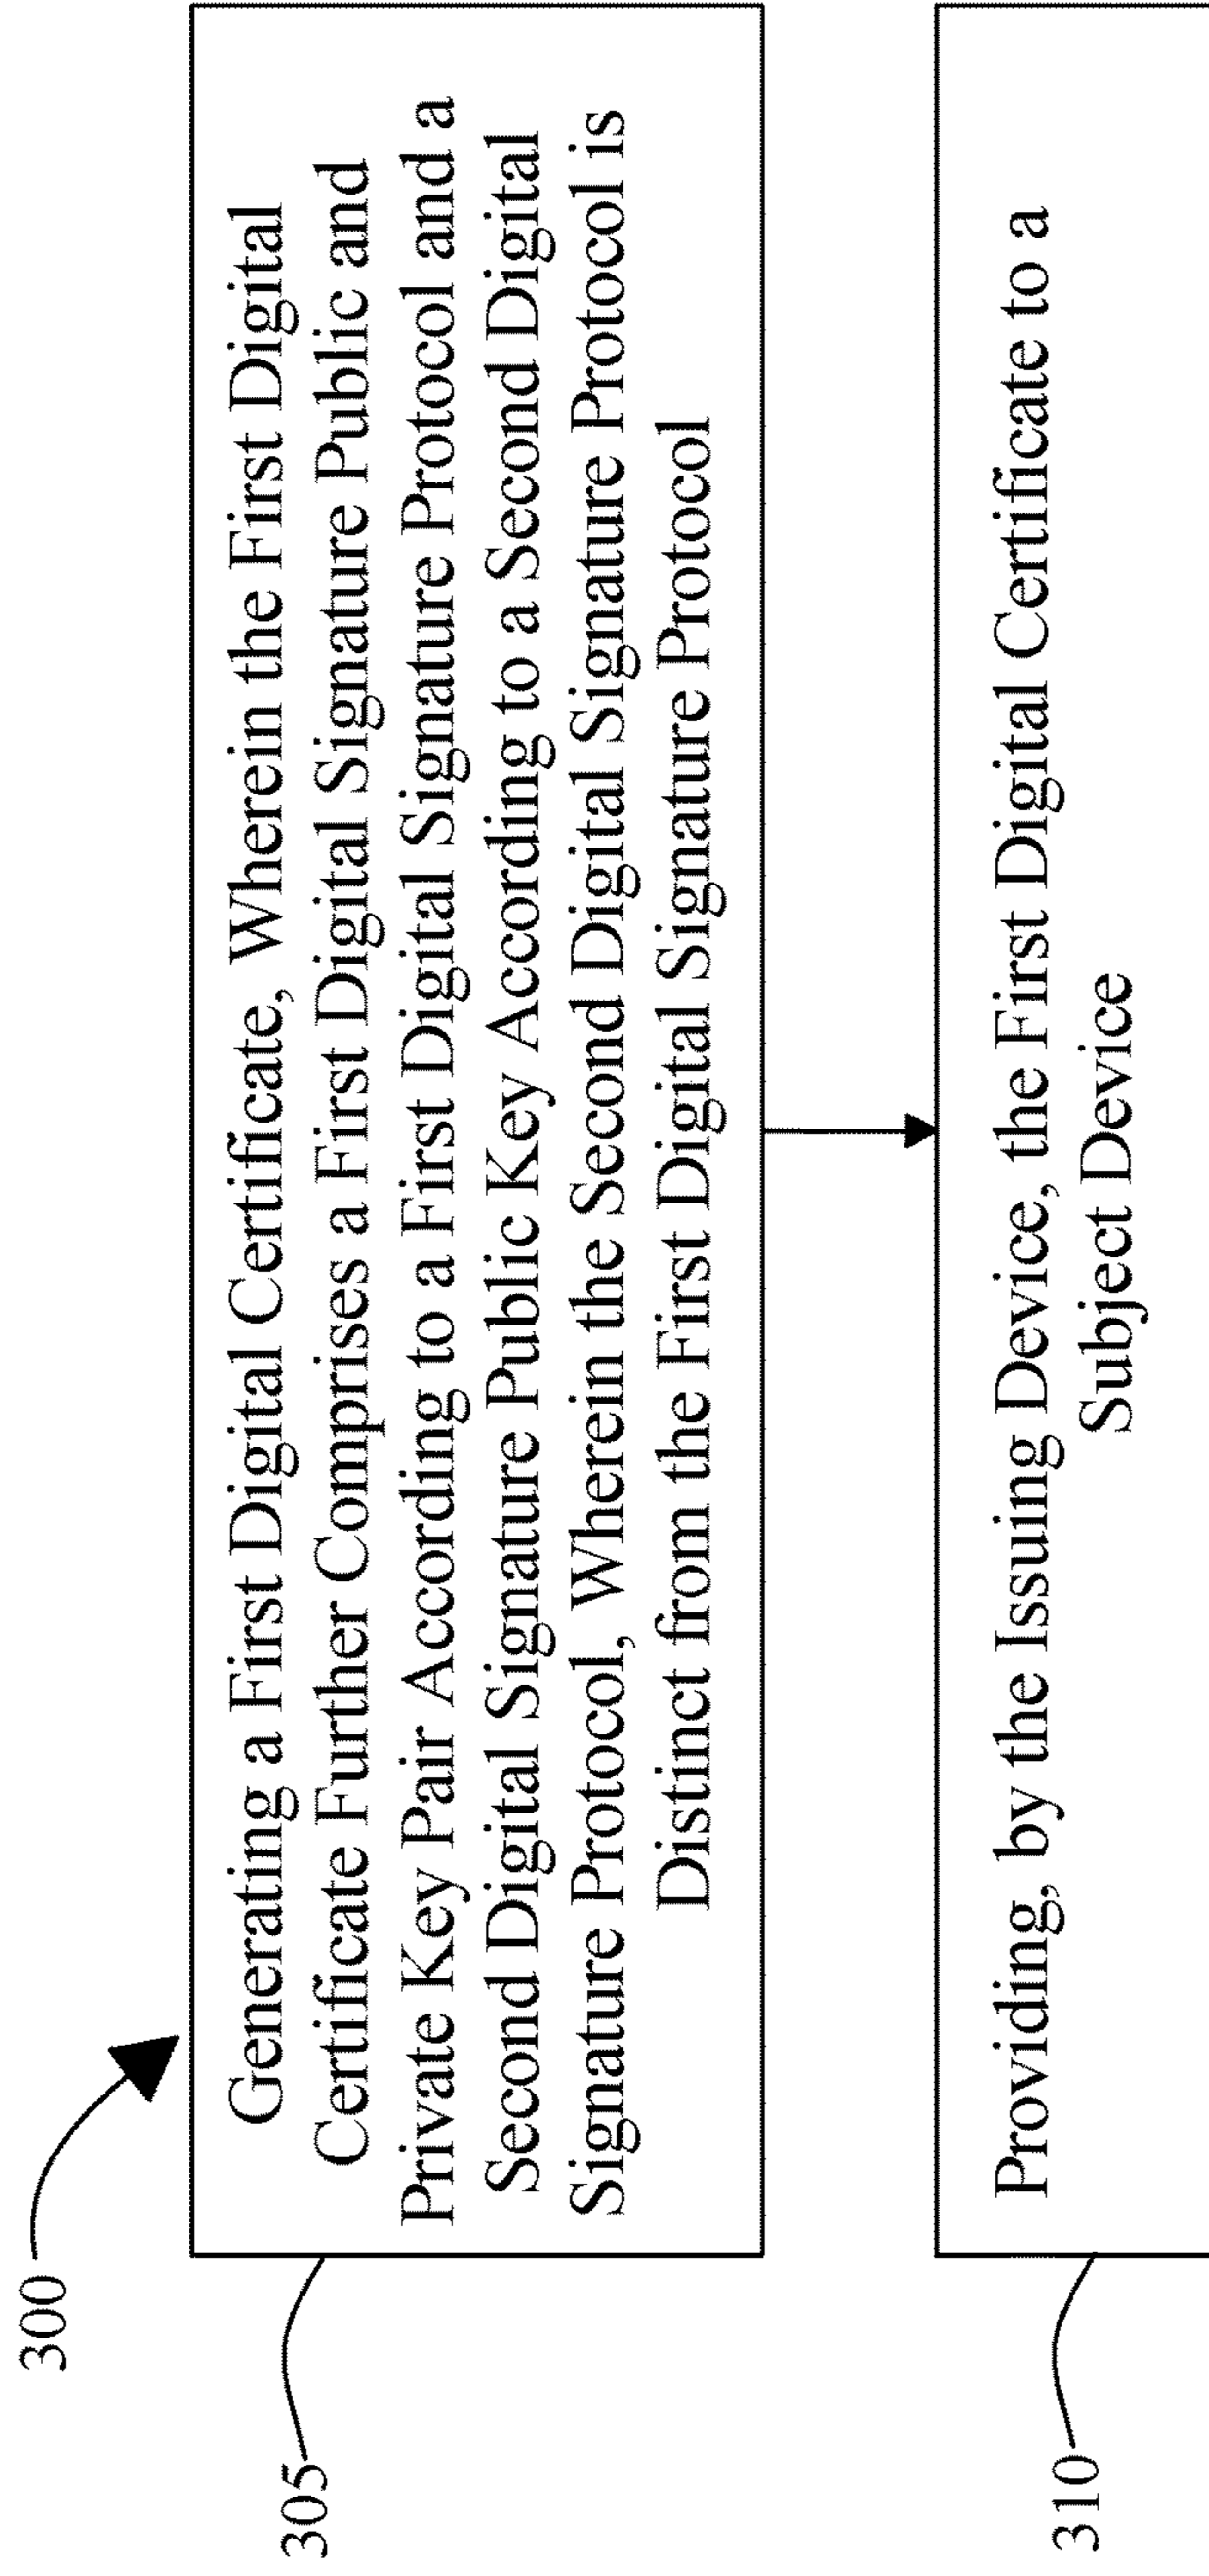 300
305
Generating a First Digital Certificate, Wherein the First Digital
Certificate Further Comprises a First Digital Signature Public and
Private Key Pair According to a First Digital Signature Protocol and a
Second Digital Signature Public Key According to a Second Digital
Signature Protocol, Wherein the Second Digital Signature Protocol is
Distinct from the First Digital Signature Protocol
310
Providing, by the Issuing Device, the First Digital Certificate to a
Subject Device